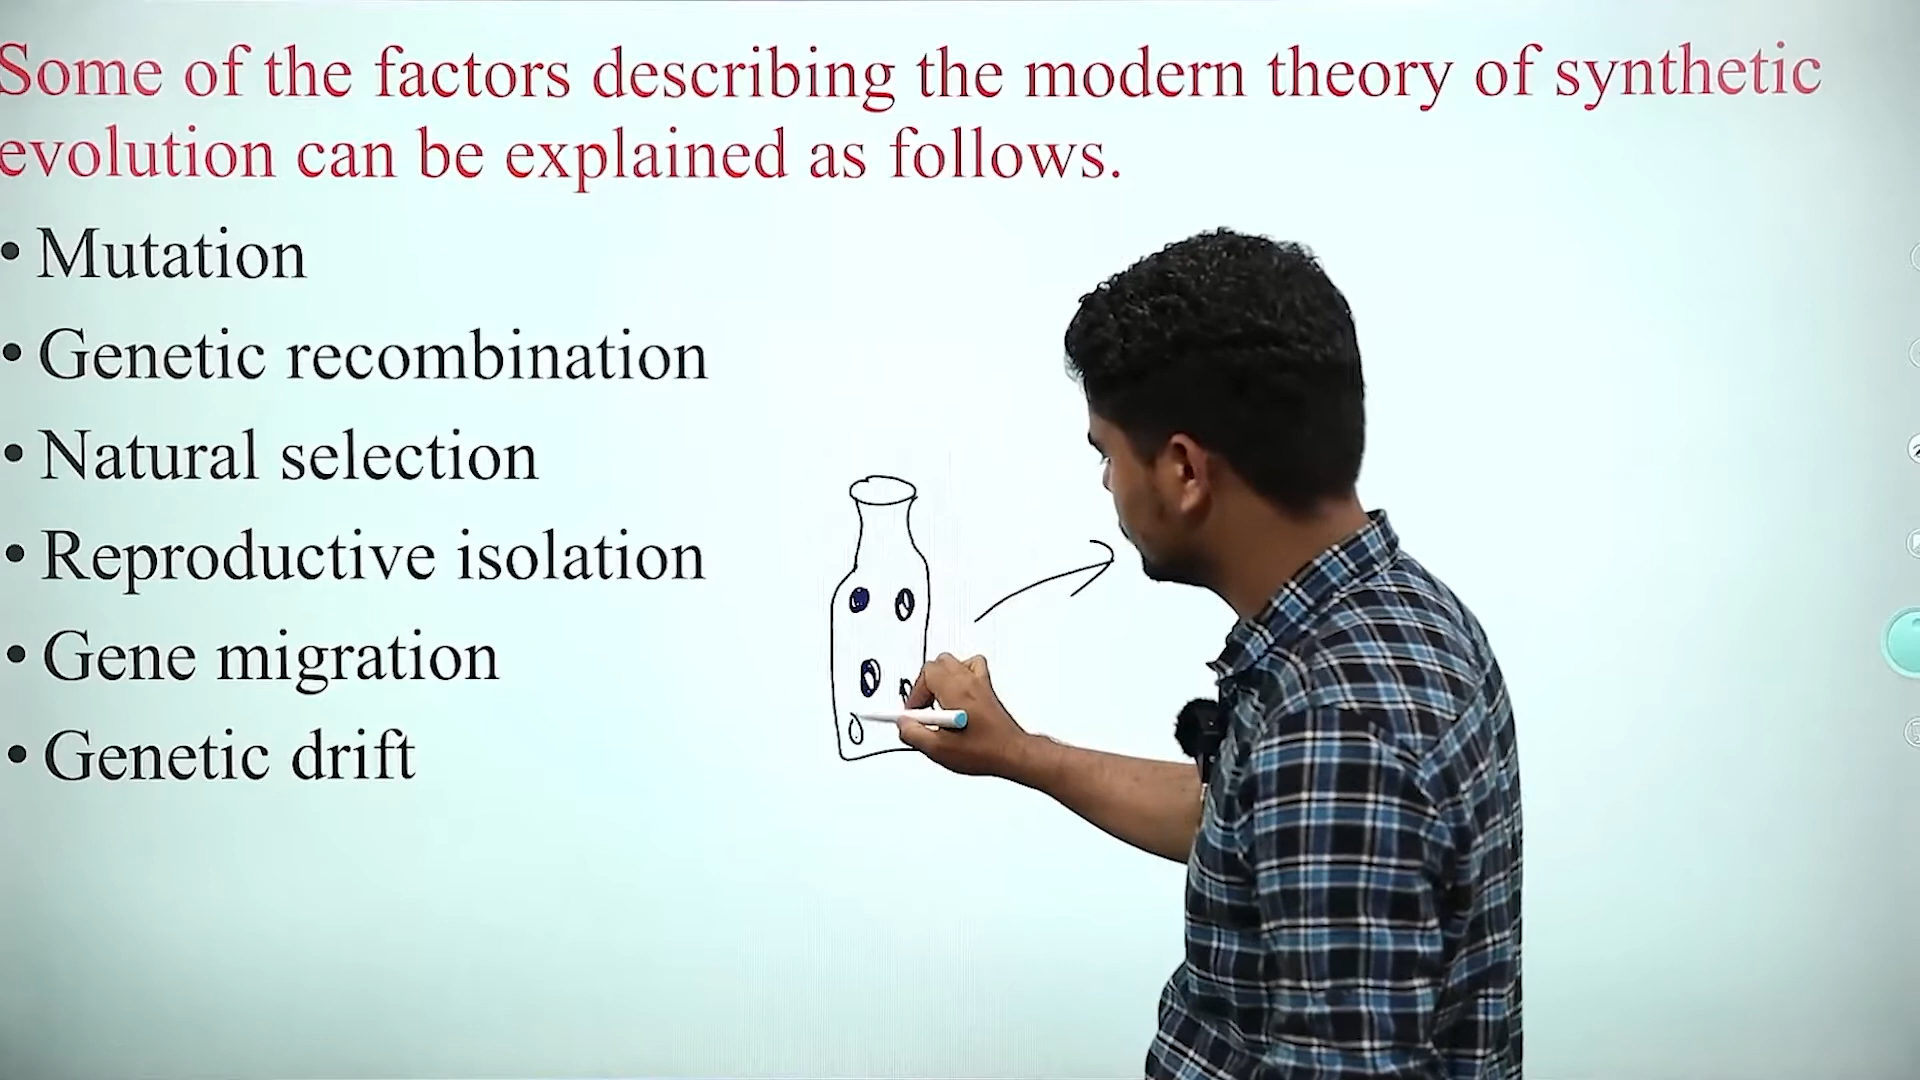 Some of the factors describing the modern theory of synthetic
evolution can be explained as follows.
• Mutation
• Genetic recombination
• Natural selection
• Reproductive isolation
• Gene migration
• Genetic drift